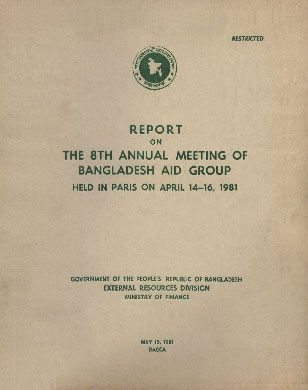 RESTRICTED
REPORT
ON
THE 8TH ANNUAL MEETING OF
BANGLADESH AID GROUP
HELD IN PARIS ON APRIL 14-16, 1981
GOVERNMENT OF THE PEOPLE'S REPUBLIC OF BANGLADESH
EXTERNAL RESOURCES DIVISION
MINISTRY OF FINANCE
MAY 15, 1981
DACCA